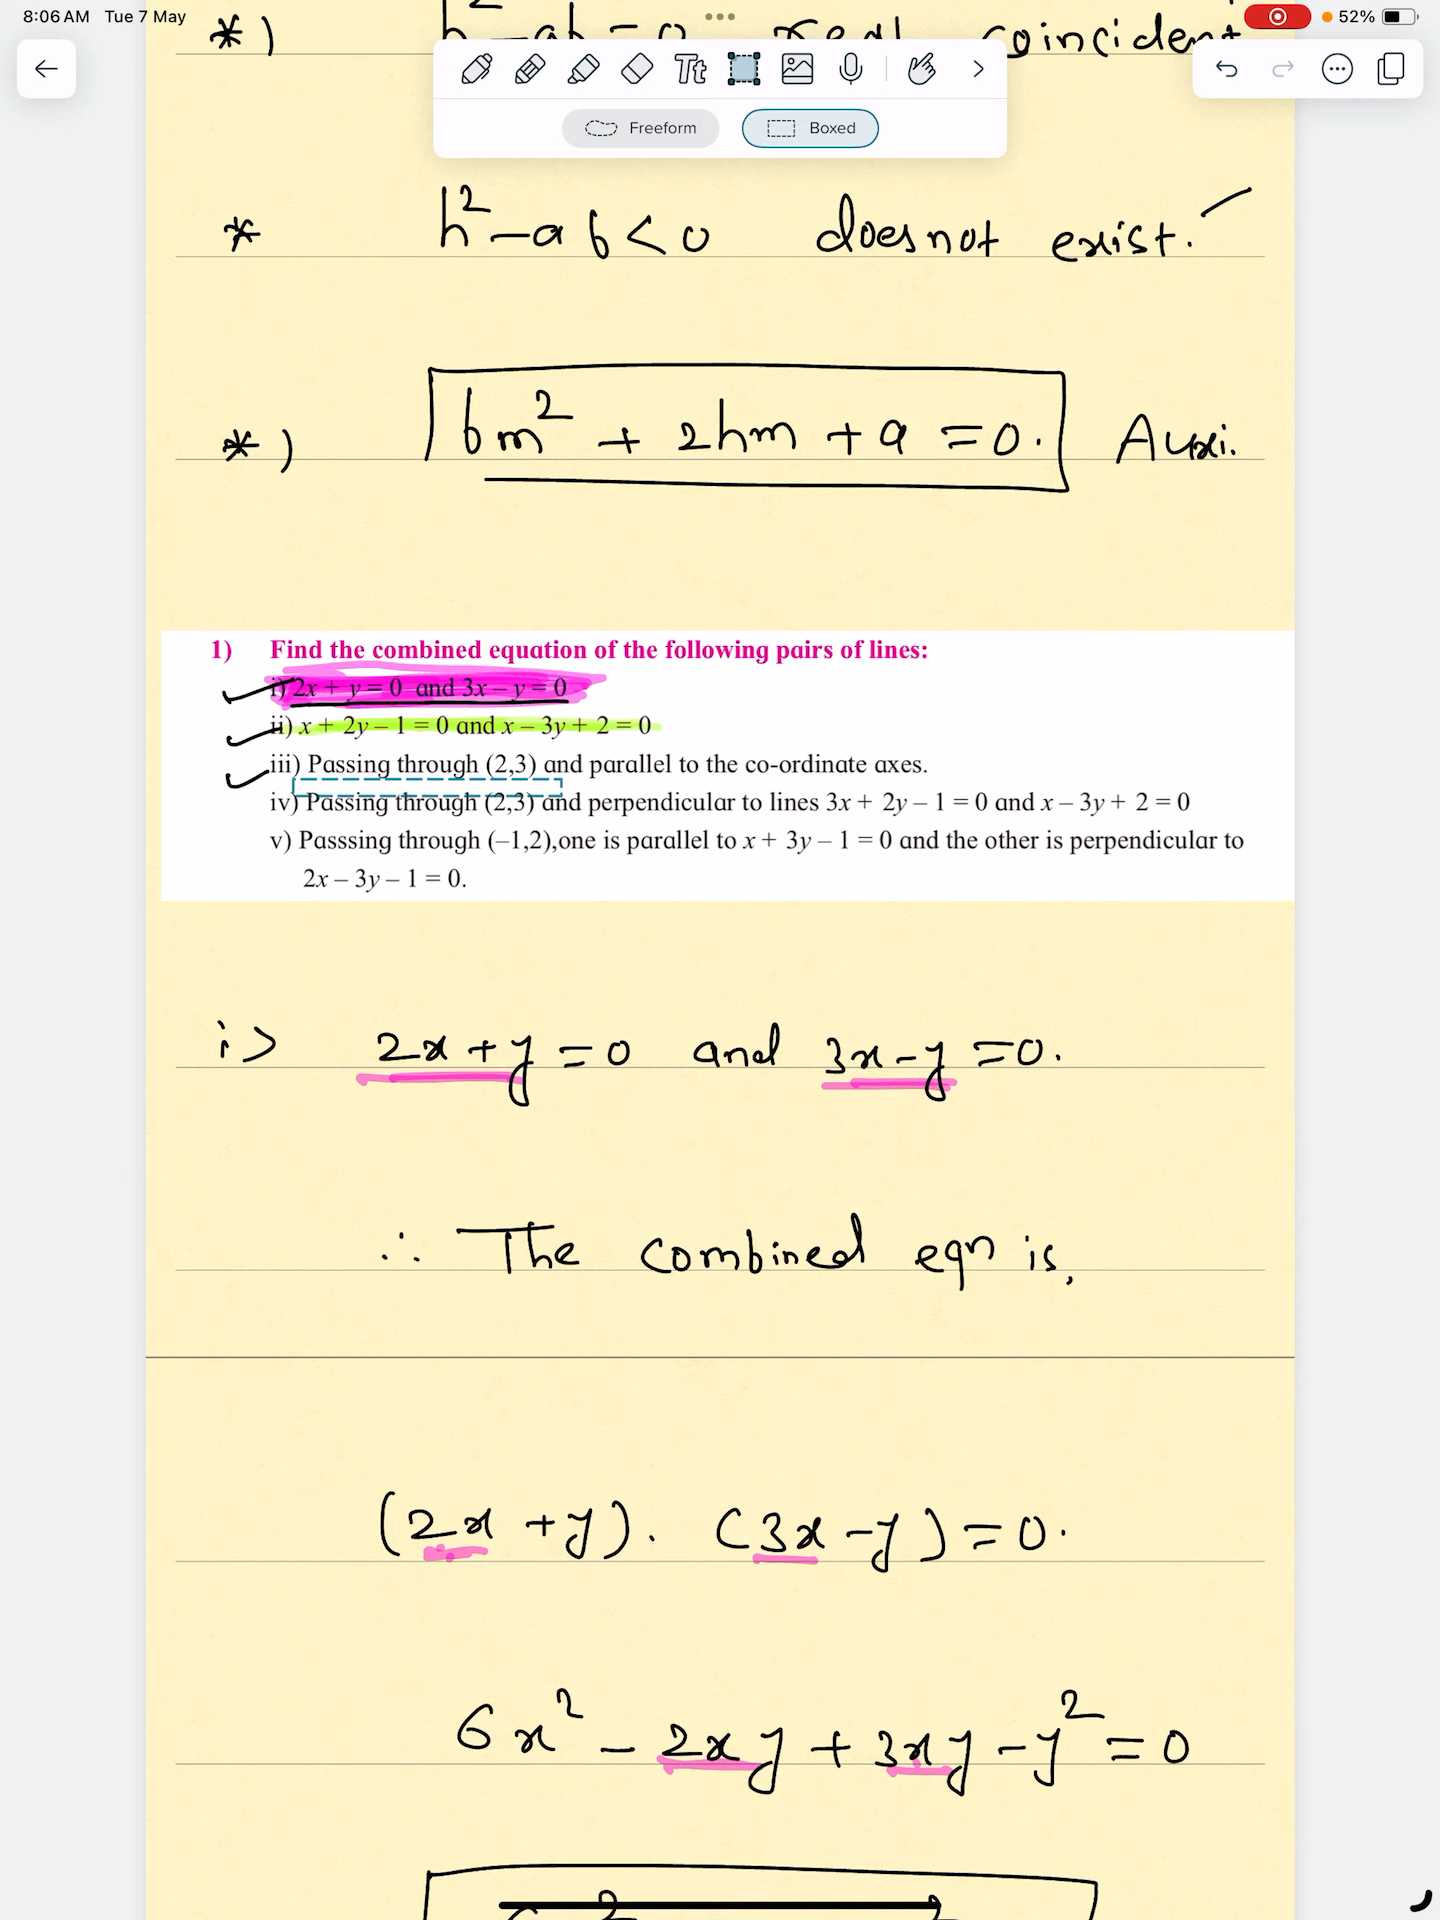 8:06 AM Tue 7 May
52%
*)
Tt
Freeform
Boxed
* h²-ab<0 does not exist.
*) bm² + 2hm + a = 0. Auxi.
1) Find the combined equation of the following pairs of lines:
i) 2x + y = 0 and 3x – y = 0
ii) x + 2y – 1 = 0 and x – 3y + 2 = 0
iii) Passing through (2,3) and parallel to the co-ordinate axes.
iv) Passing through (2,3) and perpendicular to lines 3x + 2y – 1 = 0 and x – 3y + 2 = 0
v) Passsing through (–1,2),one is parallel to x + 3y – 1 = 0 and the other is perpendicular to
2x – 3y – 1 = 0.
i> 2x + y = 0 and 3x - y = 0.
∴ The combined eqn is,
(2x + y). (3x - y) = 0.
6x² - 2xy + 3xy - y² = 0